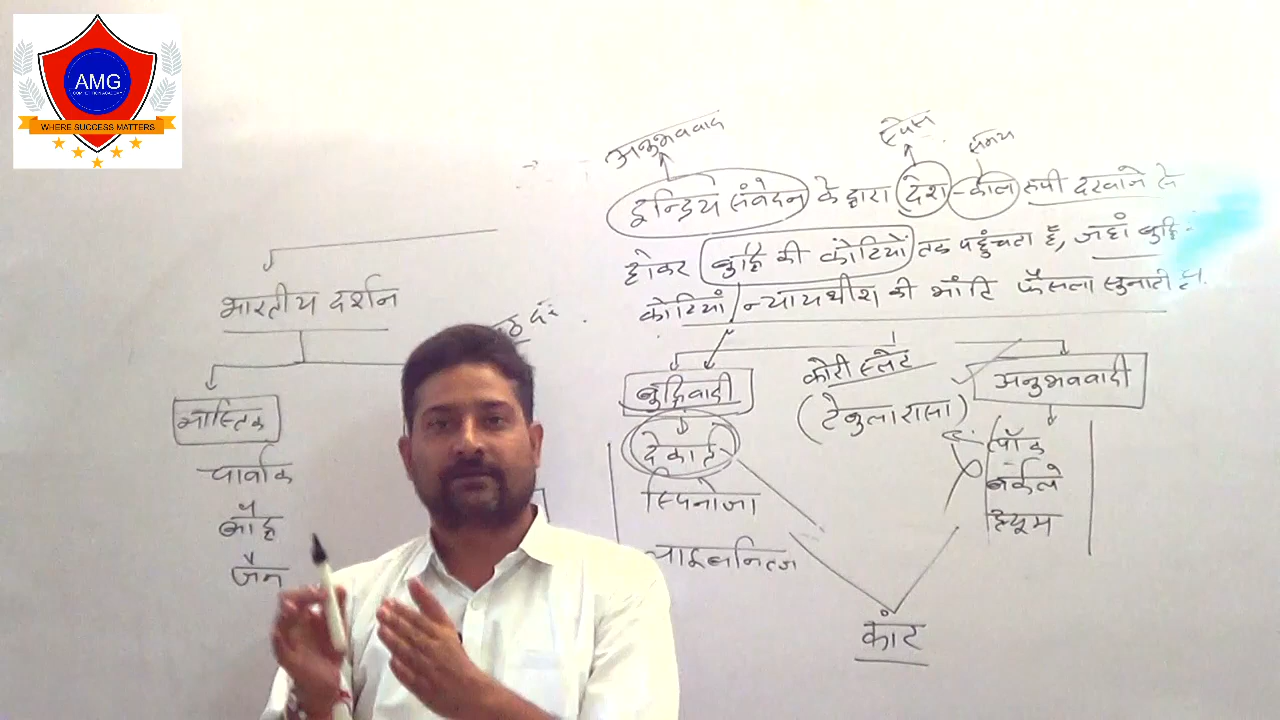 AMG
WHERE SUCCESS MATTERS
अनुभववाद
स्पेस
समय
इन्द्रिय संवेदन के द्वारा देश - काल रूपी दरवाजे से
होकर बुद्धि की कोटियों तक पहुंचता है, जहां बुद्धि
कोटियां न्यायधीश की भांति फैसला सुनाती है।
भारतीय दर्शन
नास्तिक
चार्वाक
बौद्ध
जैन
बुद्धिवादी
देकार्त
स्पिनोजा
लाइबनित्ज
कोरी स्लेट
(टेबुलारासा)
अनुभववादी
लॉक
बर्कले
ह्यूम
कांट